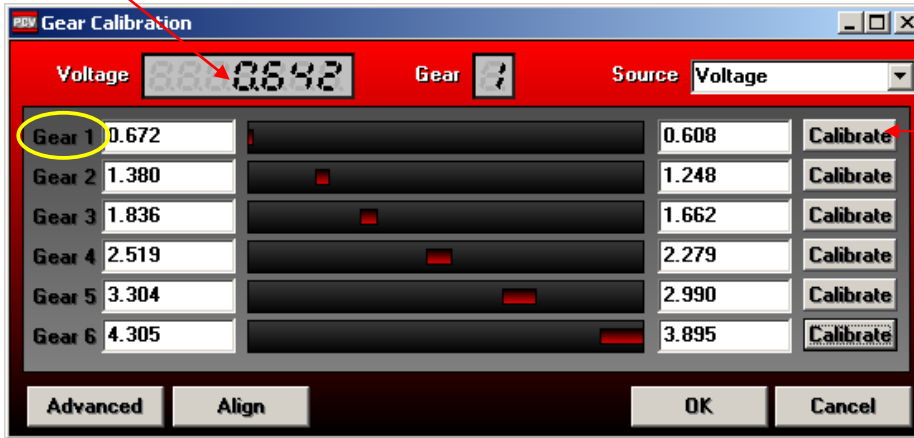 PCV Gear Calibration
Voltage 0.642 Gear 1 Source Voltage
Gear 1 0.672 0.608 Calibrate
Gear 2 1.380 1.248 Calibrate
Gear 3 1.836 1.662 Calibrate
Gear 4 2.519 2.279 Calibrate
Gear 5 3.304 2.990 Calibrate
Gear 6 4.305 3.895 Calibrate
Advanced Align OK Cancel